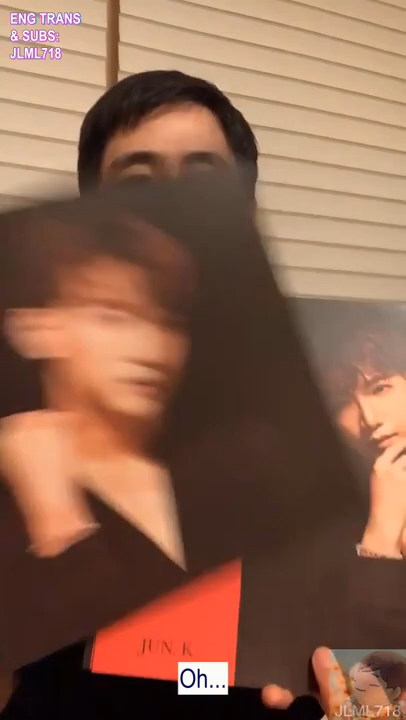 ENG TRANS
& SUBS:
JLML718
JUN. K
Oh...
JLML718